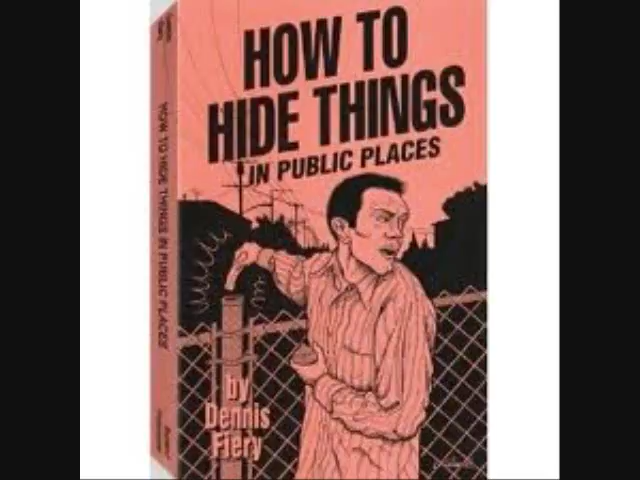 HOW TO
HIDE THINGS
IN PUBLIC PLACES
by
Dennis
Fiery
HOW TO HIDE THINGS IN PUBLIC PLACES